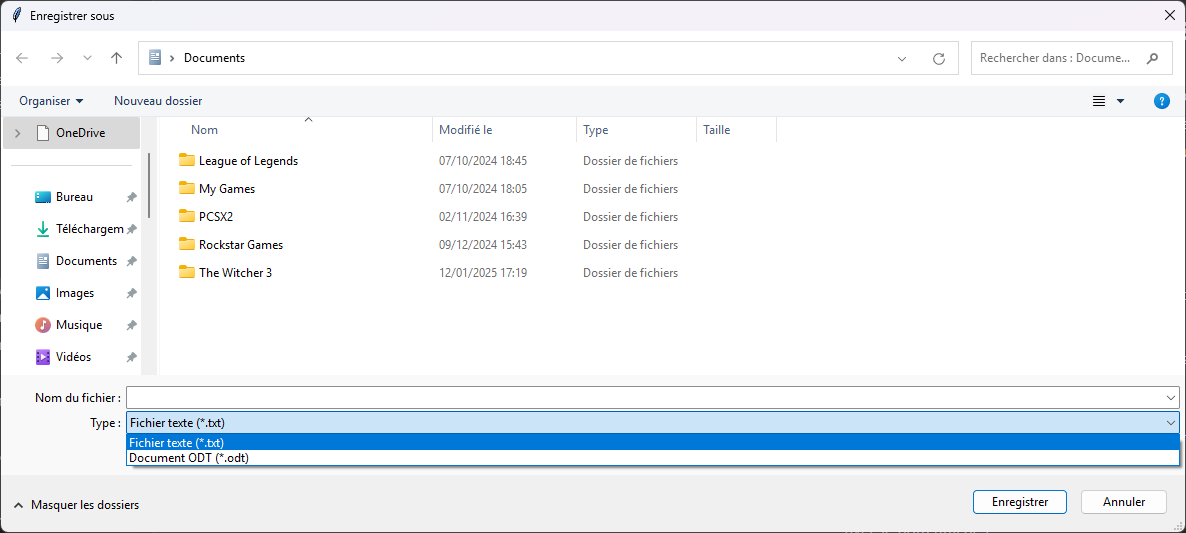 Enregistrer sous
Documents
Rechercher dans : Docume...
Organiser Nouveau dossier
OneDrive
Bureau
Téléchargem
Documents
Images
Musique
Vidéos
Nom Modifié le Type Taille
League of Legends 07/10/2024 18:45 Dossier de fichiers
My Games 07/10/2024 18:05 Dossier de fichiers
PCSX2 02/11/2024 16:39 Dossier de fichiers
Rockstar Games 09/12/2024 15:43 Dossier de fichiers
The Witcher 3 12/01/2025 17:19 Dossier de fichiers
Nom du fichier :
Type : Fichier texte (*.txt)
Fichier texte (*.txt)
Document ODT (*.odt)
Masquer les dossiers
Enregistrer Annuler